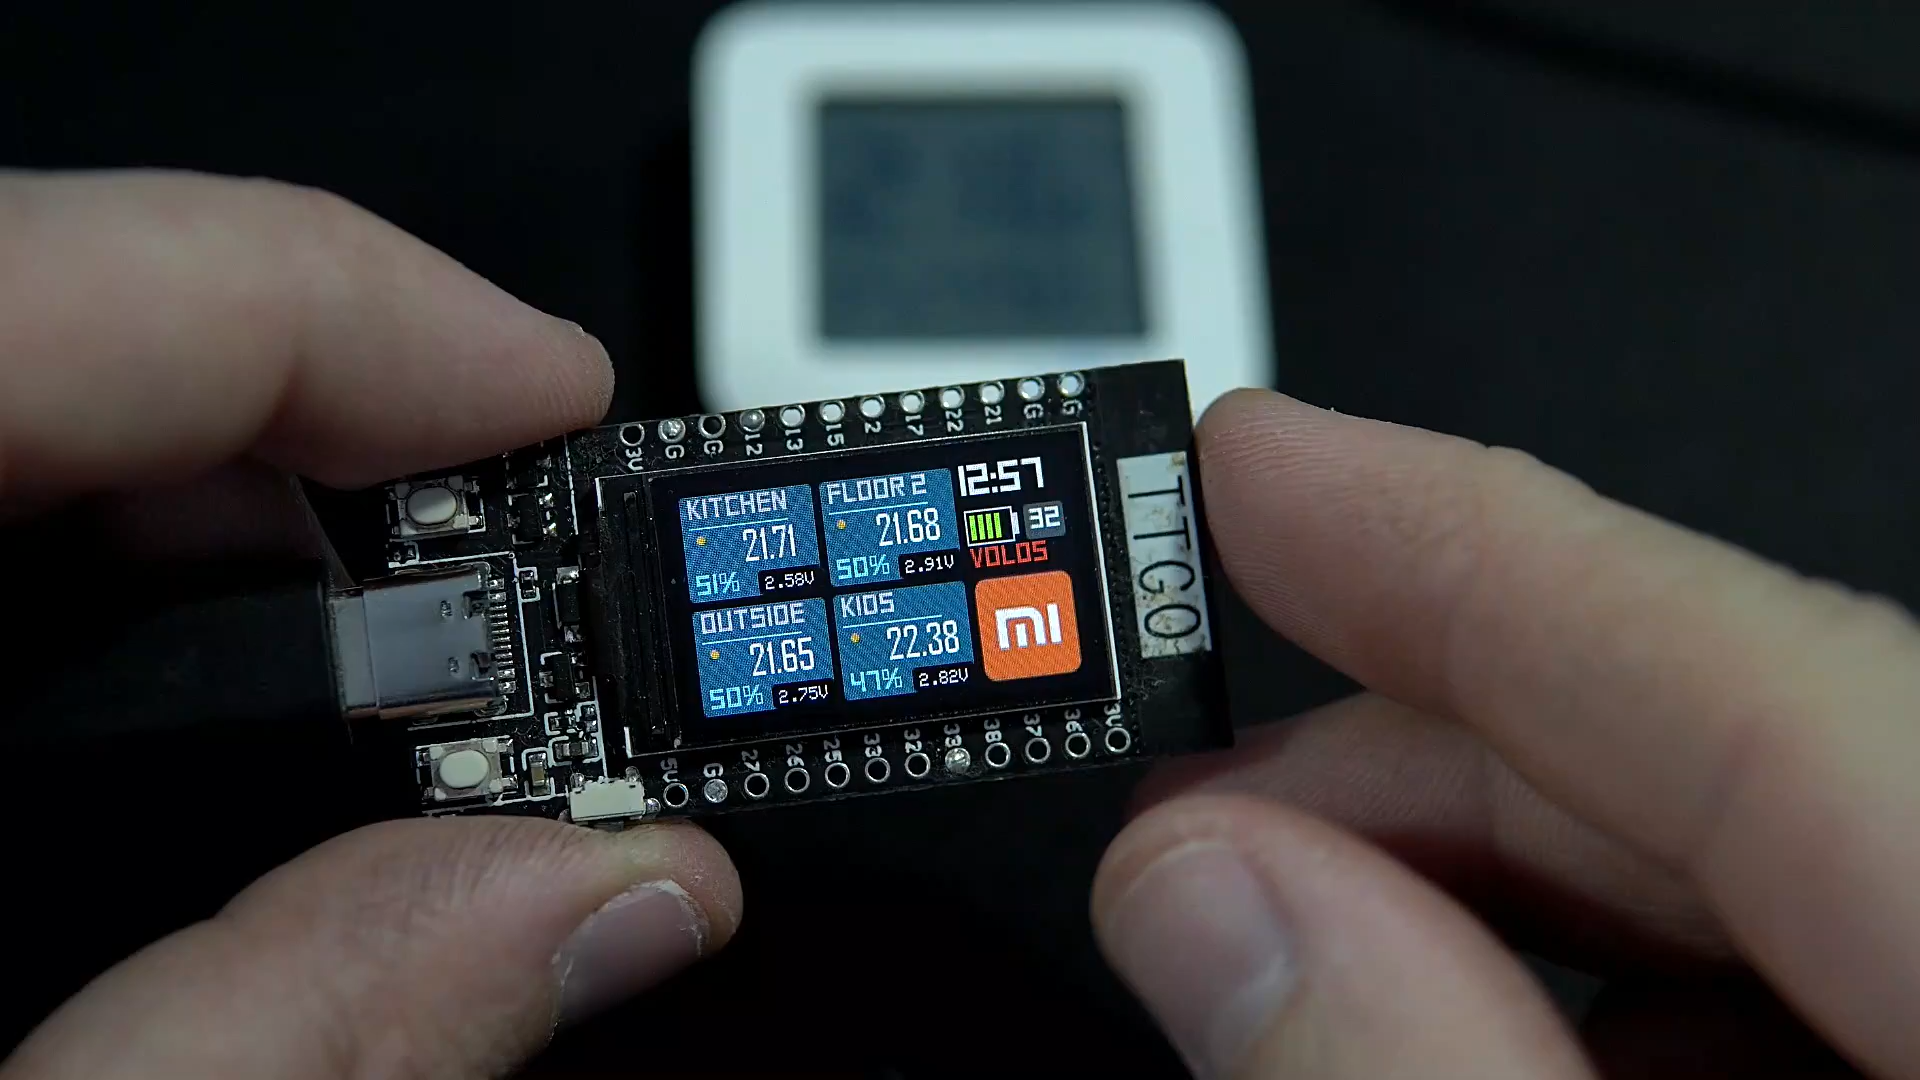 3V G G 12 13 15 2 17 22 21 G G
KITCHEN
21.71
51% 2.58V
FLOOR 2
21.68
50% 2.91V
12:57
32
VOLOS
OUTSIDE
21.65
50% 2.75V
KIDS
22.38
47% 2.82V
mi
TTGO
5V G 27 26 25 33 32 39 38 37 36 3V